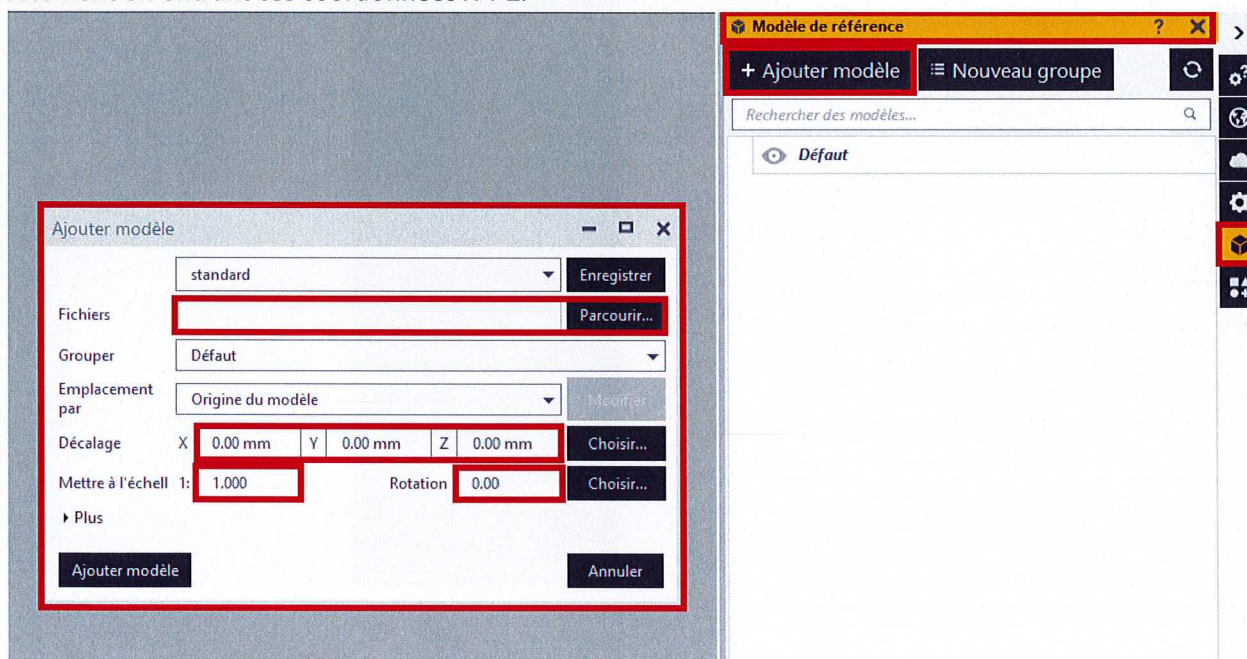 Modèle de référence ?
+ Ajouter modèle Nouveau groupe
Rechercher des modèles...
Défaut
Ajouter modèle
standard Enregistrer
Fichiers Parcourir...
Grouper Défaut
Emplacement par Origine du modèle Modifier
Décalage X 0.00 mm Y 0.00 mm Z 0.00 mm Choisir...
Mettre à l'échell 1: 1.000 Rotation 0.00 Choisir...
Plus
Ajouter modèle Annuler